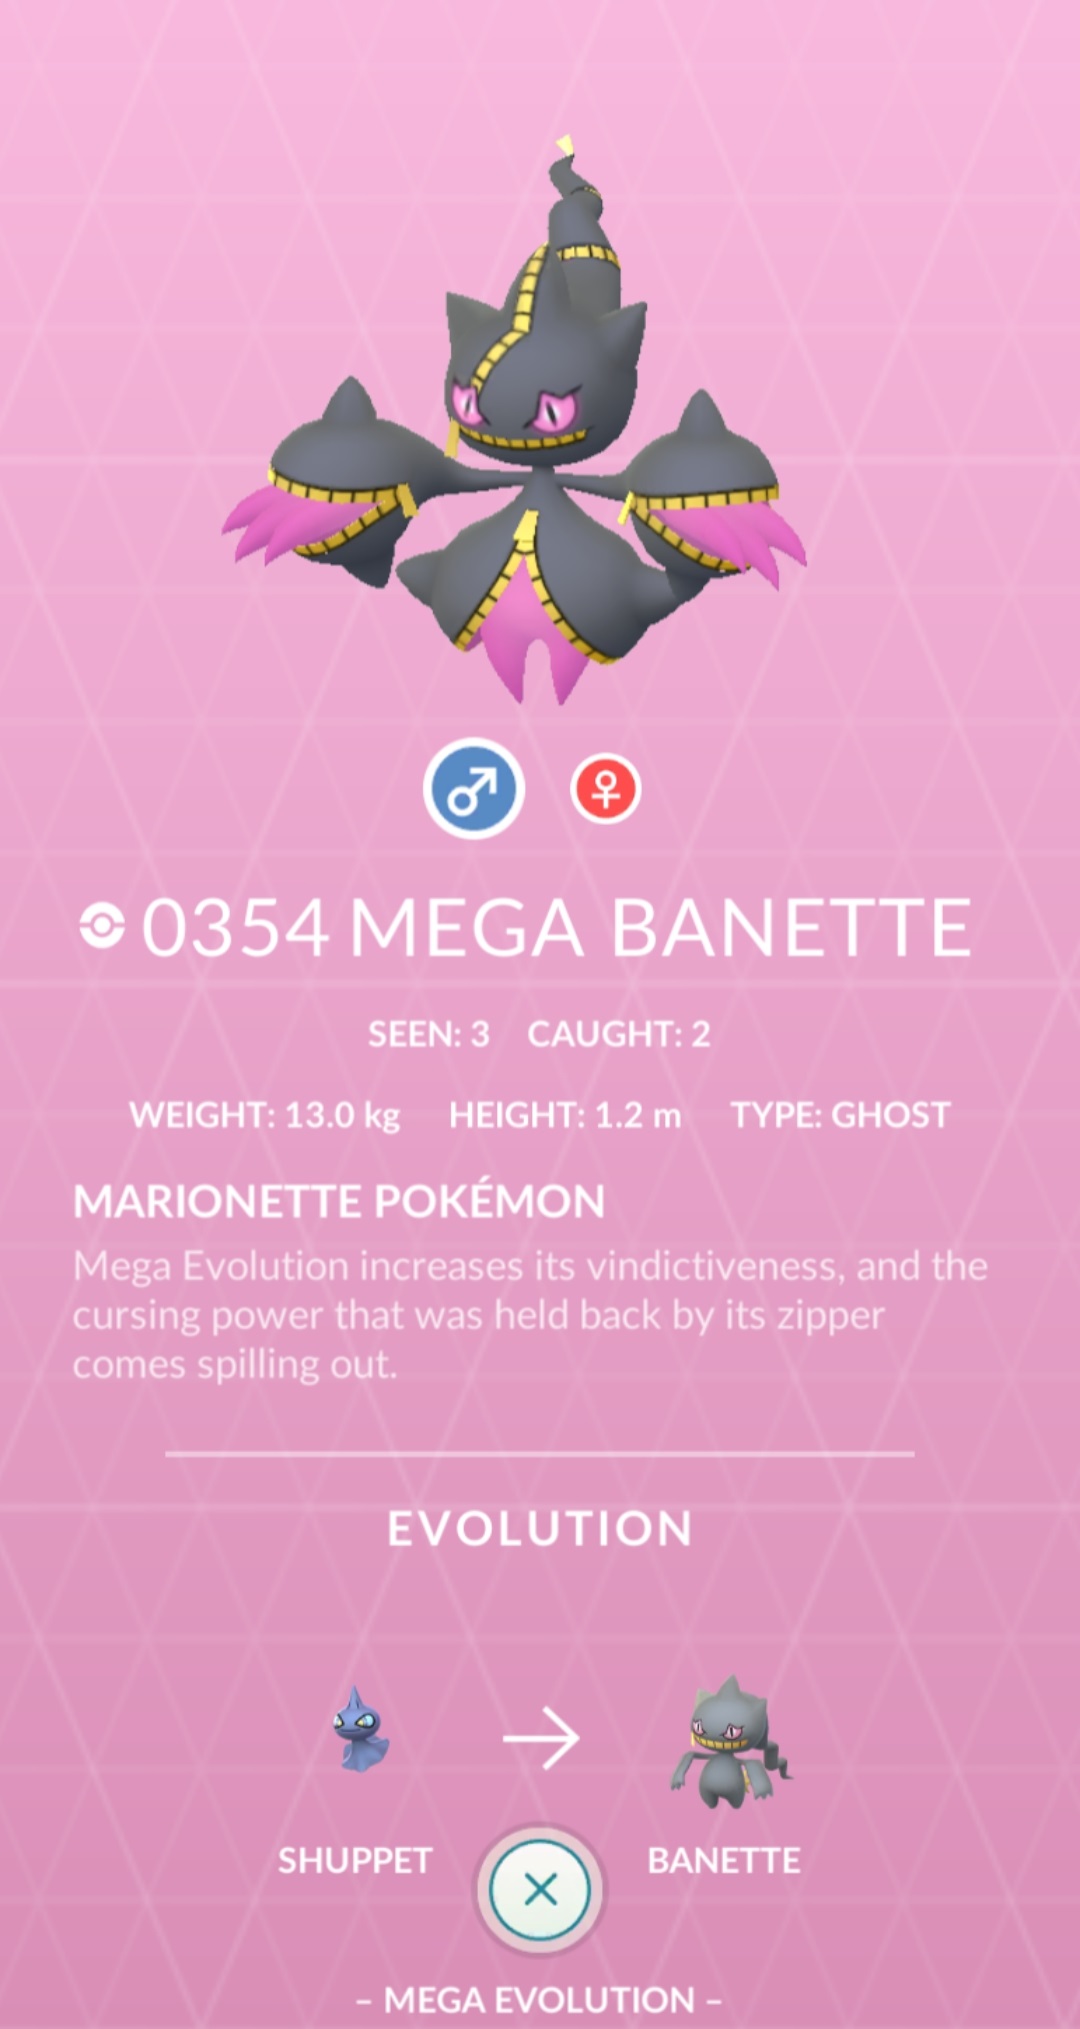 0354 MEGA BANETTE
SEEN: 3 CAUGHT: 2
WEIGHT: 13.0 kg HEIGHT: 1.2 m TYPE: GHOST
MARIONETTE POKÉMON
Mega Evolution increases its vindictiveness, and the
cursing power that was held back by its zipper
comes spilling out.
EVOLUTION
SHUPPET BANETTE
– MEGA EVOLUTION –